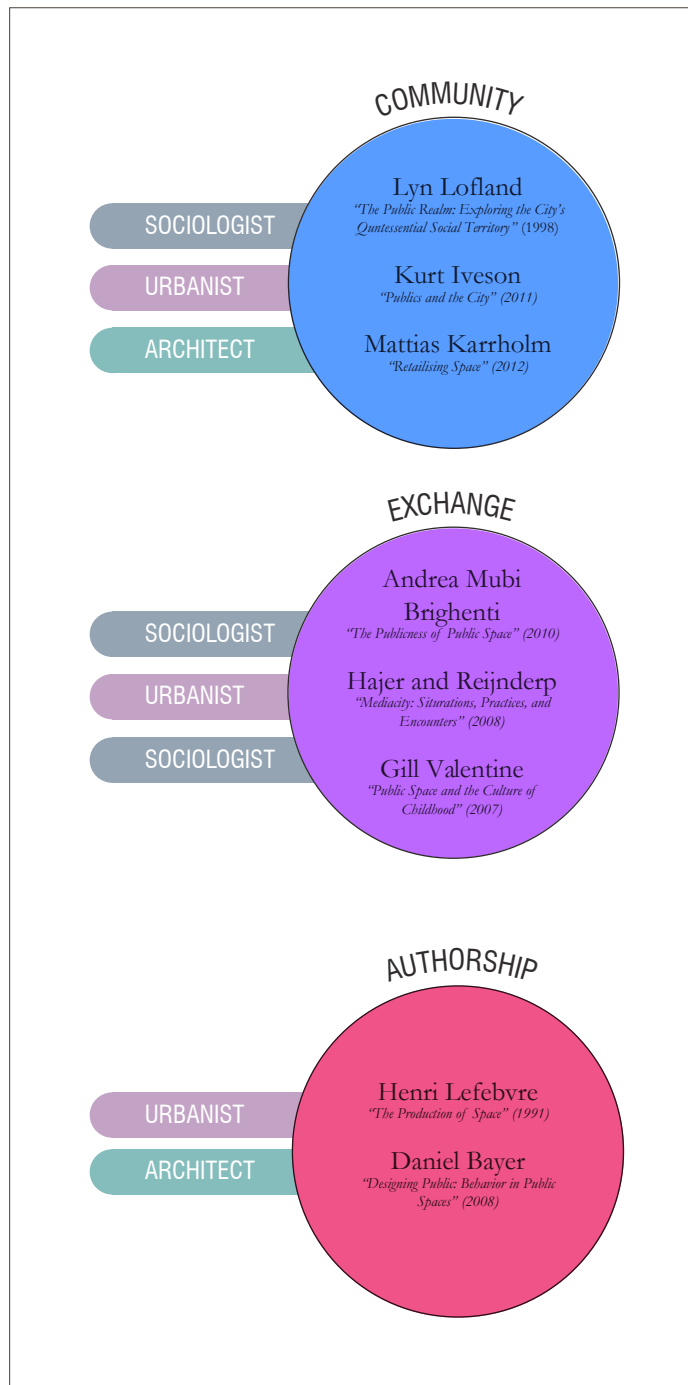 COMMUNITY
SOCIOLOGIST
Lyn Lofland
“The Public Realm: Exploring the City’s
Quntessential Social Territory” (1998)
URBANIST
Kurt Iveson
“Publics and the City” (2011)
ARCHITECT
Mattias Karrholm
“Retailising Space” (2012)
EXCHANGE
SOCIOLOGIST
Andrea Mubi
Brighenti
“The Publicness of Public Space” (2010)
URBANIST
Hajer and Reijnderp
“Mediacity: Siturations, Practices, and
Encounters” (2008)
SOCIOLOGIST
Gill Valentine
“Public Space and the Culture of
Childhood” (2007)
AUTHORSHIP
URBANIST
Henri Lefebvre
“The Production of Space” (1991)
ARCHITECT
Daniel Bayer
“Designing Public: Behavior in Public
Spaces” (2008)